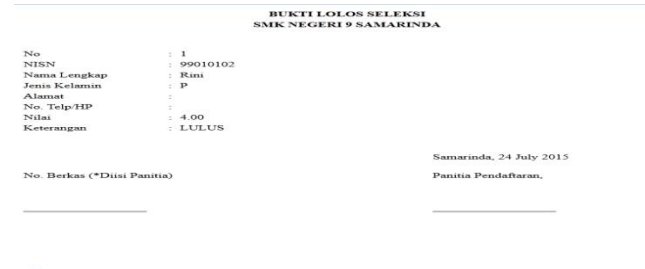 BUKTI LOLOS SELEKSI
SMK NEGERI 9 SAMARINDA
No : 1
NISN : 99010102
Nama Lengkap : Rini
Jenis Kelamin : P
Alamat :
No. Telp/HP :
Nilai : 4.00
Keterangan : LULUS
Samarinda, 24 July 2015
No. Berkas (*Diisi Panitia) Panitia Pendaftaran,